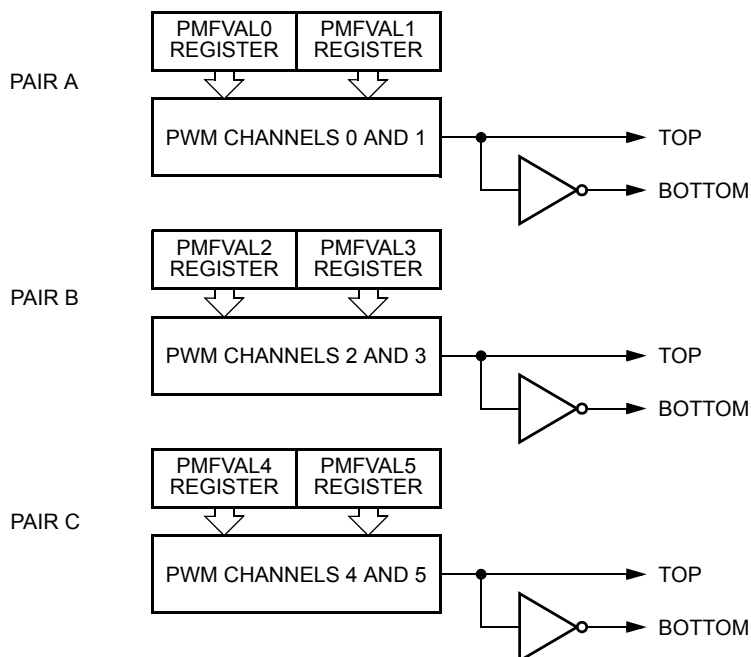 PMFVAL0 REGISTER
PMFVAL1 REGISTER
PAIR A
PWM CHANNELS 0 AND 1
TOP
BOTTOM
PMFVAL2 REGISTER
PMFVAL3 REGISTER
PAIR B
PWM CHANNELS 2 AND 3
TOP
BOTTOM
PMFVAL4 REGISTER
PMFVAL5 REGISTER
PAIR C
PWM CHANNELS 4 AND 5
TOP
BOTTOM